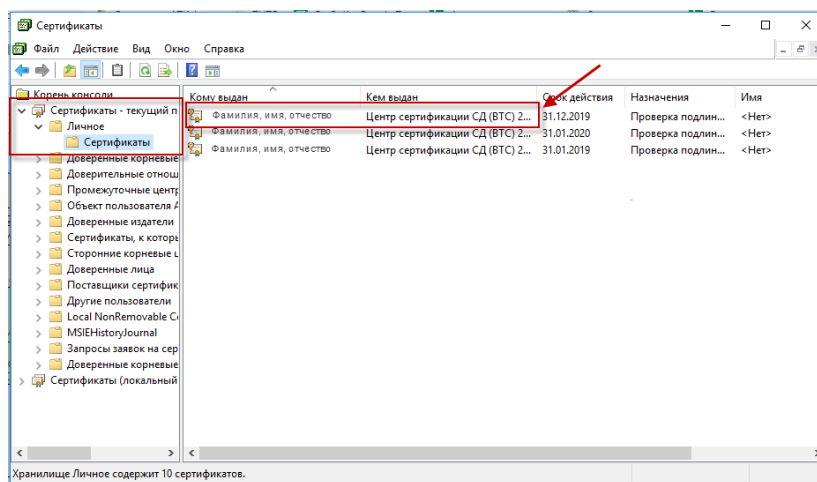 Сертификаты
Файл Действие Вид Окно Справка
Корень консоли
Сертификаты - текущий п
Личное
Сертификаты
Доверенные корневые
Доверительные отнош
Промежуточные центр
Объект пользователя A
Доверенные издатели
Сертификаты, к которы
Сторонние корневые ц
Доверенные лица
Поставщики сертифик
Другие пользователи
Local NonRemovable Ce
MSIEHistoryJournal
Запросы заявок на сер
Доверенные корневые
Сертификаты (локальный
Кому выдан Кем выдан Срок действия Назначения Имя
Фамилия, имя, отчество Центр сертификации СД (ВТС) 2... 31.12.2019 Проверка подлин... <Нет>
Фамилия, имя, отчество Центр сертификации СД (ВТС) 2... 31.01.2020 Проверка подлин... <Нет>
Фамилия, имя, отчество Центр сертификации СД (ВТС) 2... 31.01.2019 Проверка подлин... <Нет>
Хранилище Личное содержит 10 сертификатов.